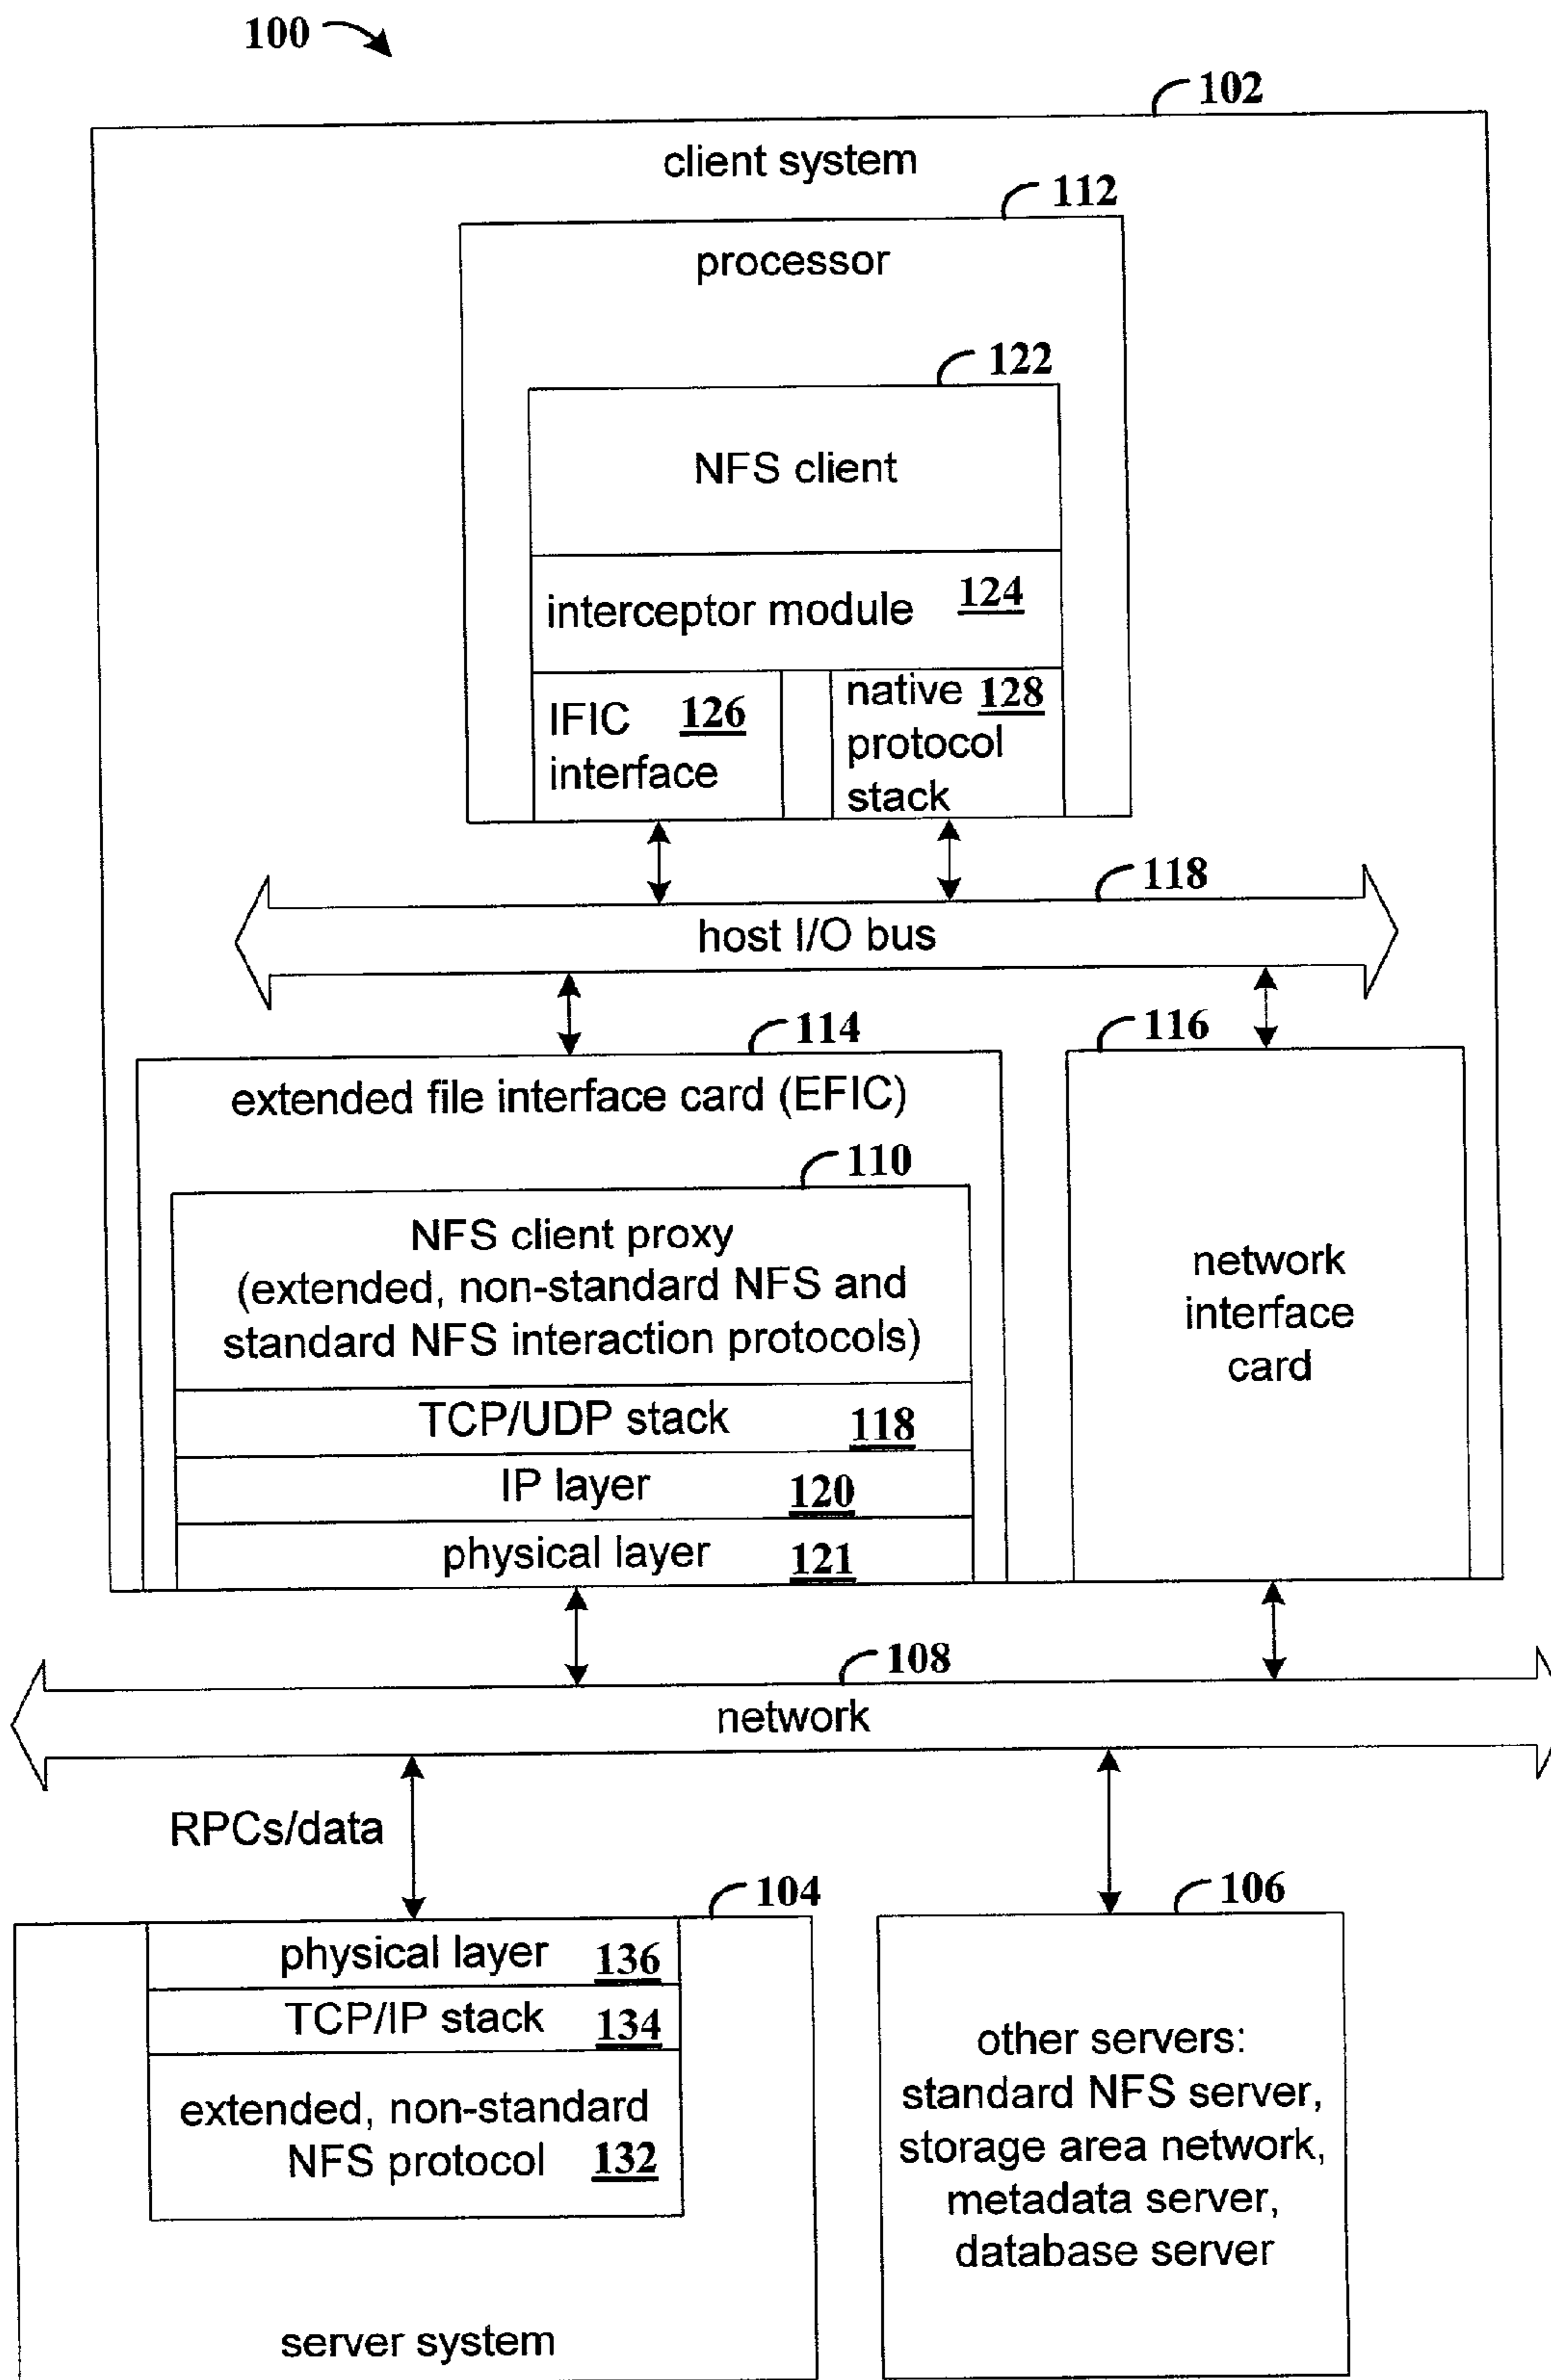 100
102
client system
112
processor
122
NFS client
interceptor module 124
IFIC 126
interface
native 128
protocol
stack
118
host I/O bus
114
extended file interface card (EFIC)
110
NFS client proxy
(extended, non-standard NFS and
standard NFS interaction protocols)
TCP/UDP stack 118
IP layer 120
physical layer 121
116
network
interface
card
108
network
RPCs/data
104
physical layer 136
TCP/IP stack 134
extended, non-standard
NFS protocol 132
server system
106
other servers:
standard NFS server,
storage area network,
metadata server,
database server